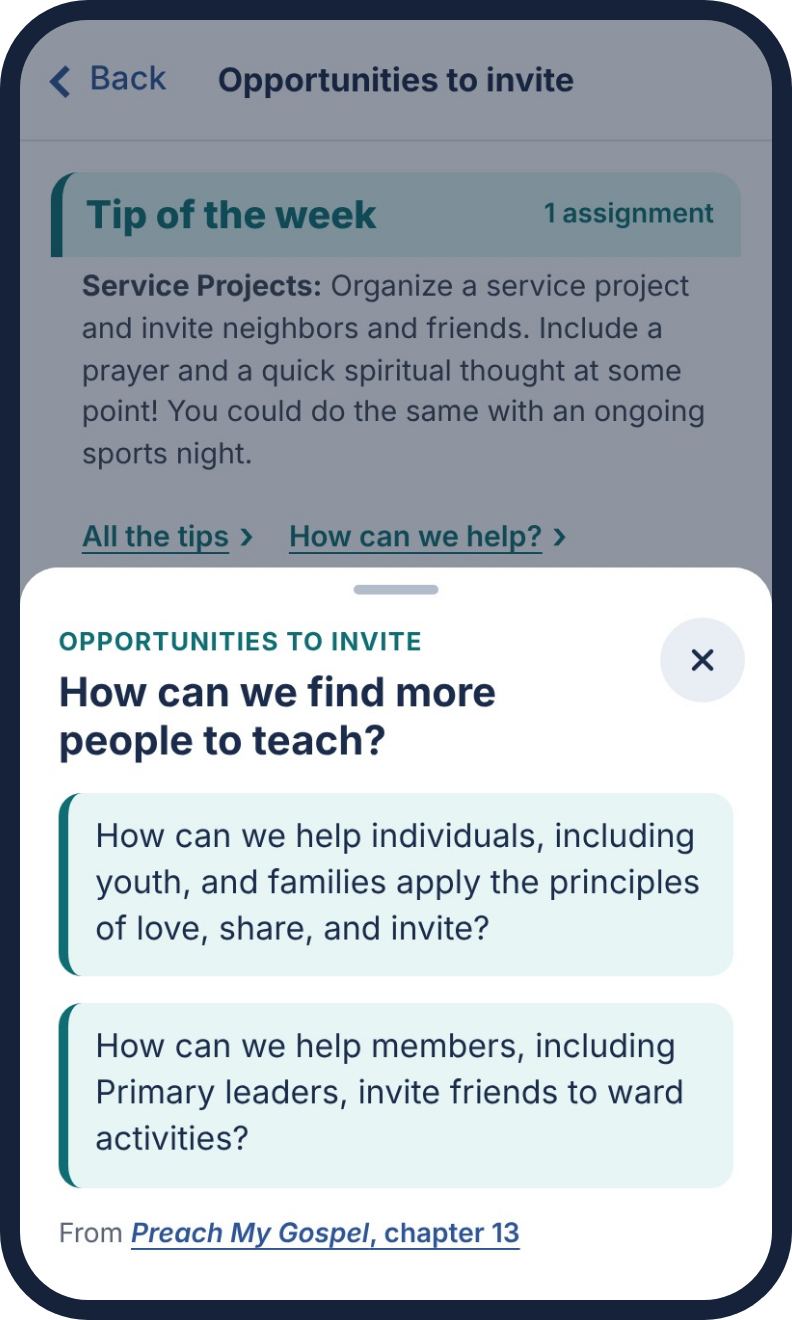 Back
Opportunities to invite
Tip of the week
1 assignment
Service Projects: Organize a service project
and invite neighbors and friends. Include a
prayer and a quick spiritual thought at some
point! You could do the same with an ongoing
sports night.
All the tips ›
How can we help? ›
OPPORTUNITIES TO INVITE
How can we find more
people to teach?
How can we help individuals, including
youth, and families apply the principles
of love, share, and invite?
How can we help members, including
Primary leaders, invite friends to ward
activities?
From Preach My Gospel, chapter 13